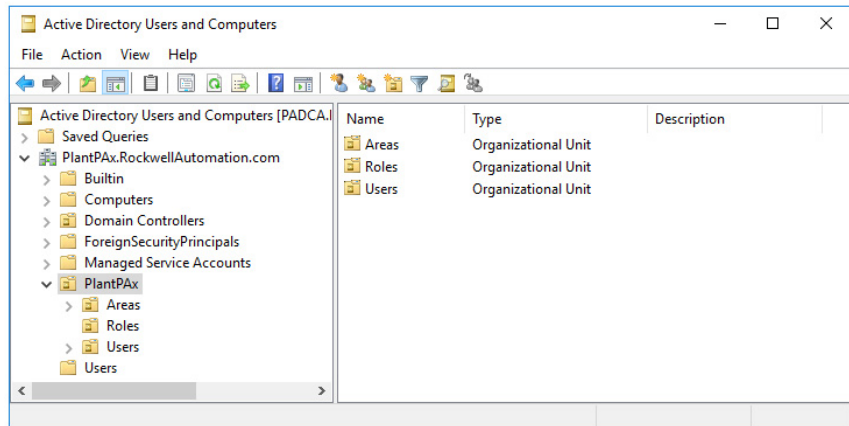 Active Directory Users and Computers
File Action View Help
Active Directory Users and Computers [PADCA.
Saved Queries
PlantPAx.RockwellAutomation.com
Builtin
Computers
Domain Controllers
ForeignSecurityPrincipals
Managed Service Accounts
PlantPAx
Areas
Roles
Users
Users
Name Type Description
Areas Organizational Unit
Roles Organizational Unit
Users Organizational Unit